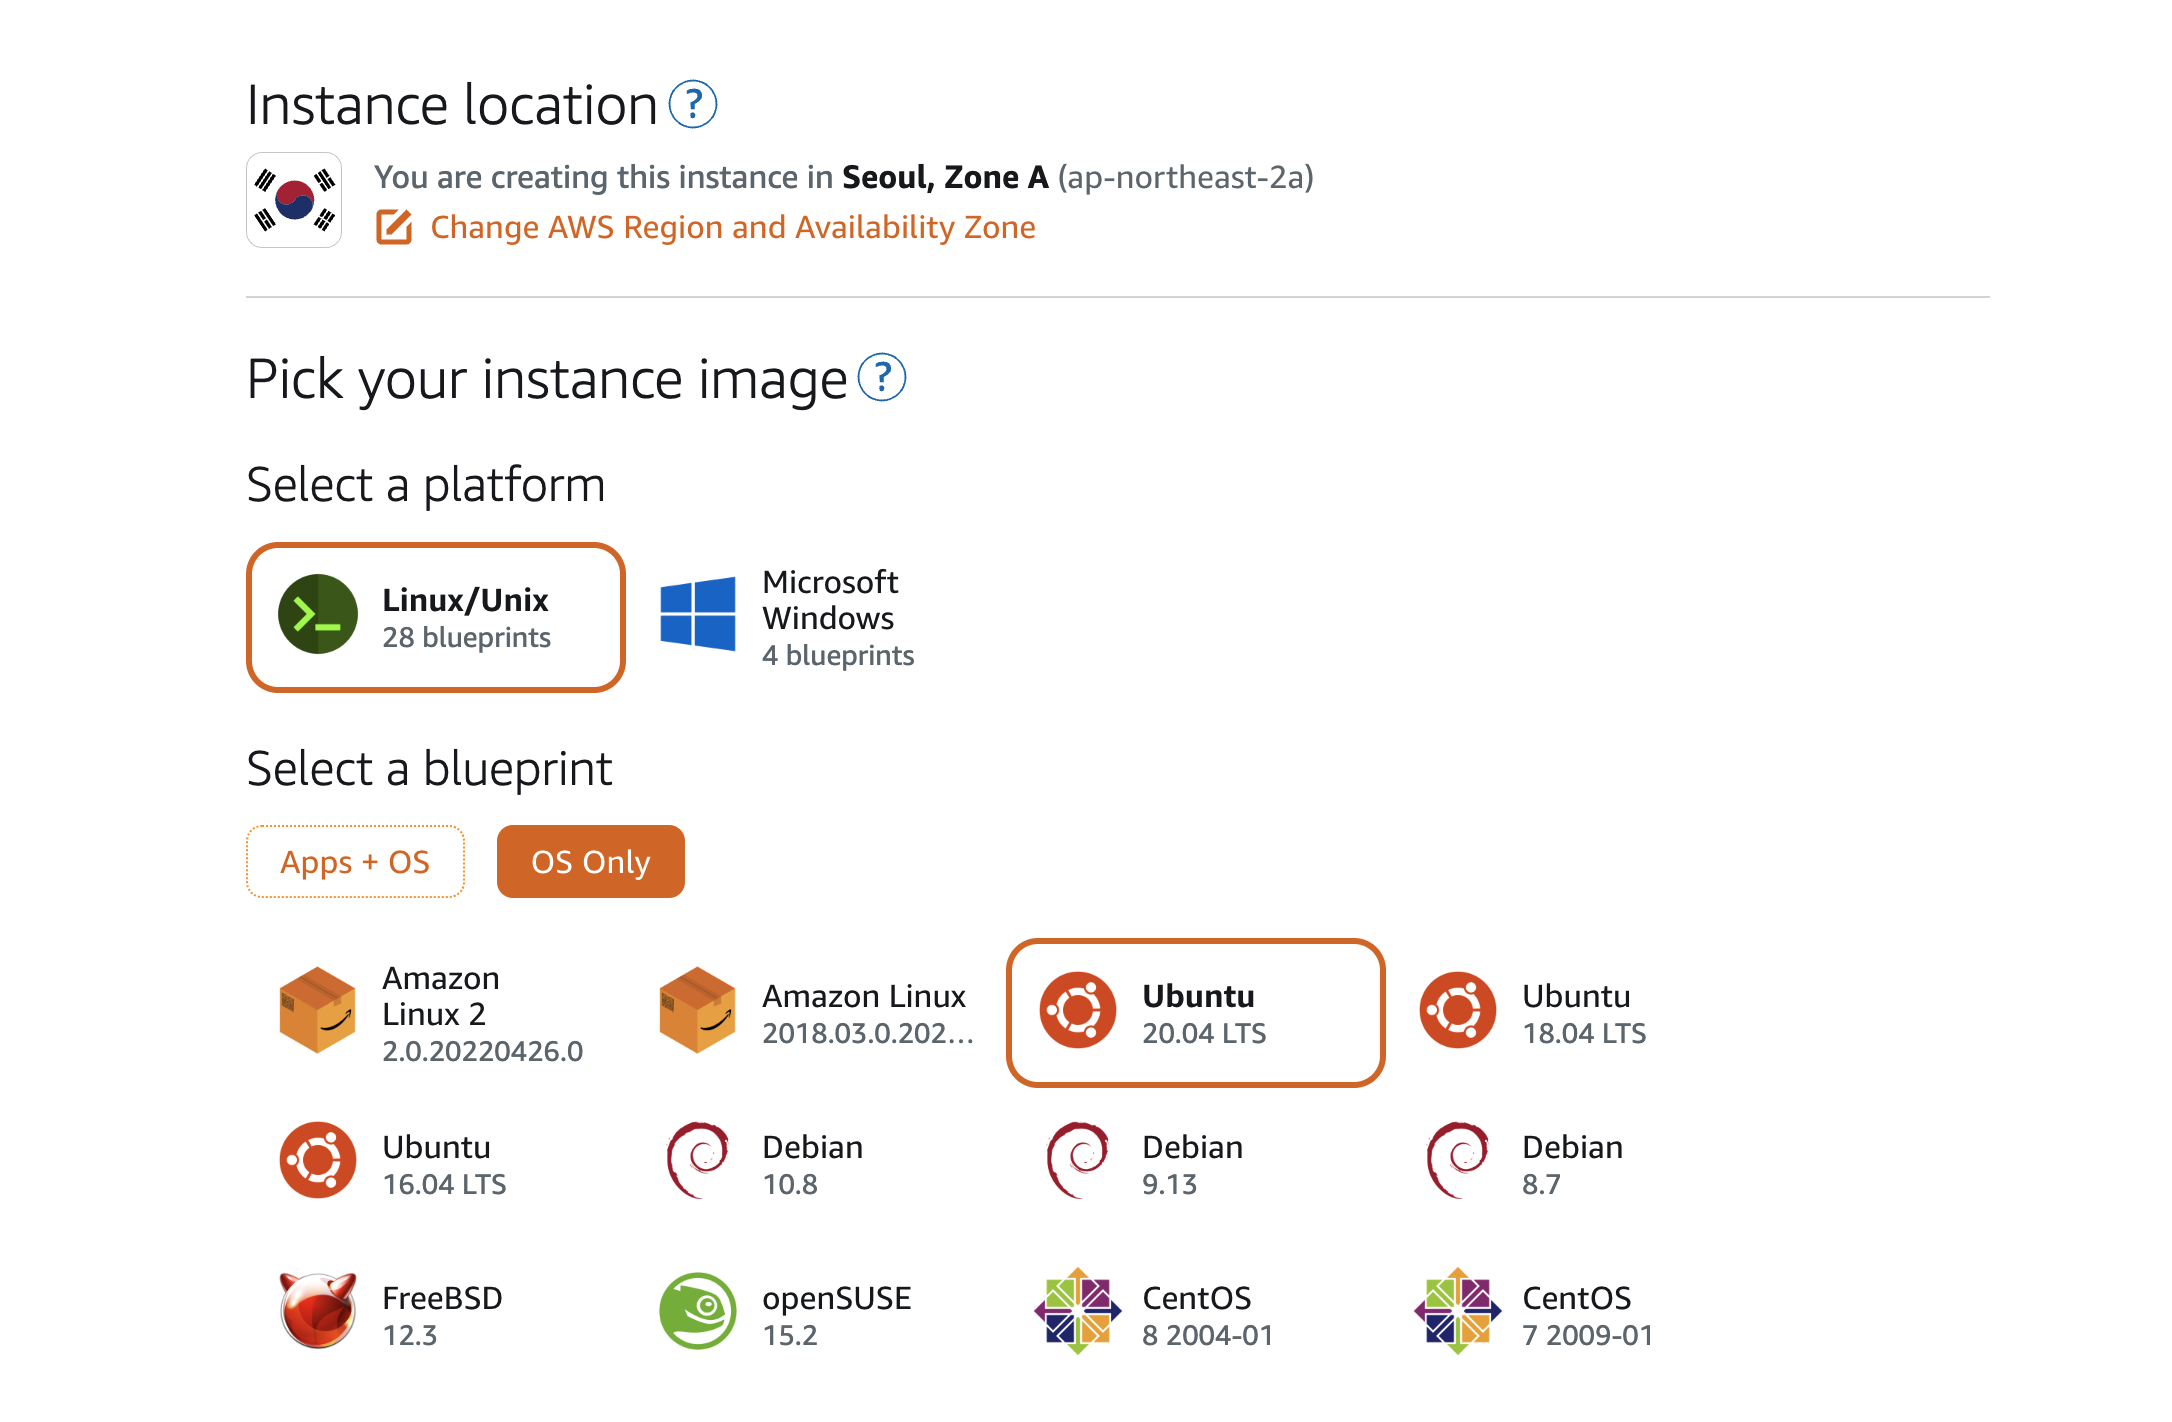 Instance location ?
You are creating this instance in Seoul, Zone A (ap-northeast-2a)
Change AWS Region and Availability Zone
Pick your instance image ?
Select a platform
Linux/Unix
28 blueprints
Microsoft
Windows
4 blueprints
Select a blueprint
Apps + OS
OS Only
Amazon
Linux 2
2.0.20220426.0
Amazon Linux
2018.03.0.202...
Ubuntu
20.04 LTS
Ubuntu
18.04 LTS
Ubuntu
16.04 LTS
Debian
10.8
Debian
9.13
Debian
8.7
FreeBSD
12.3
openSUSE
15.2
CentOS
8 2004-01
CentOS
7 2009-01